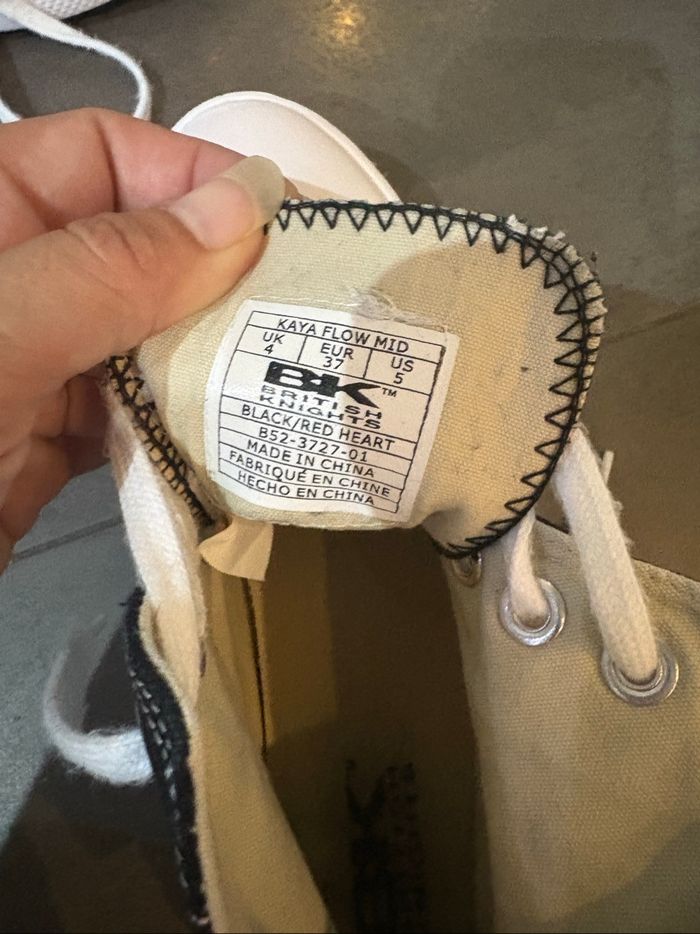 KAYA FLOW MID
UK EUR US
4 37 5
BK™
BRITISH
KNIGHTS
BLACK/RED HEART
B52-3727-01
MADE IN CHINA
FABRIQUÉ EN CHINE
HECHO EN CHINA